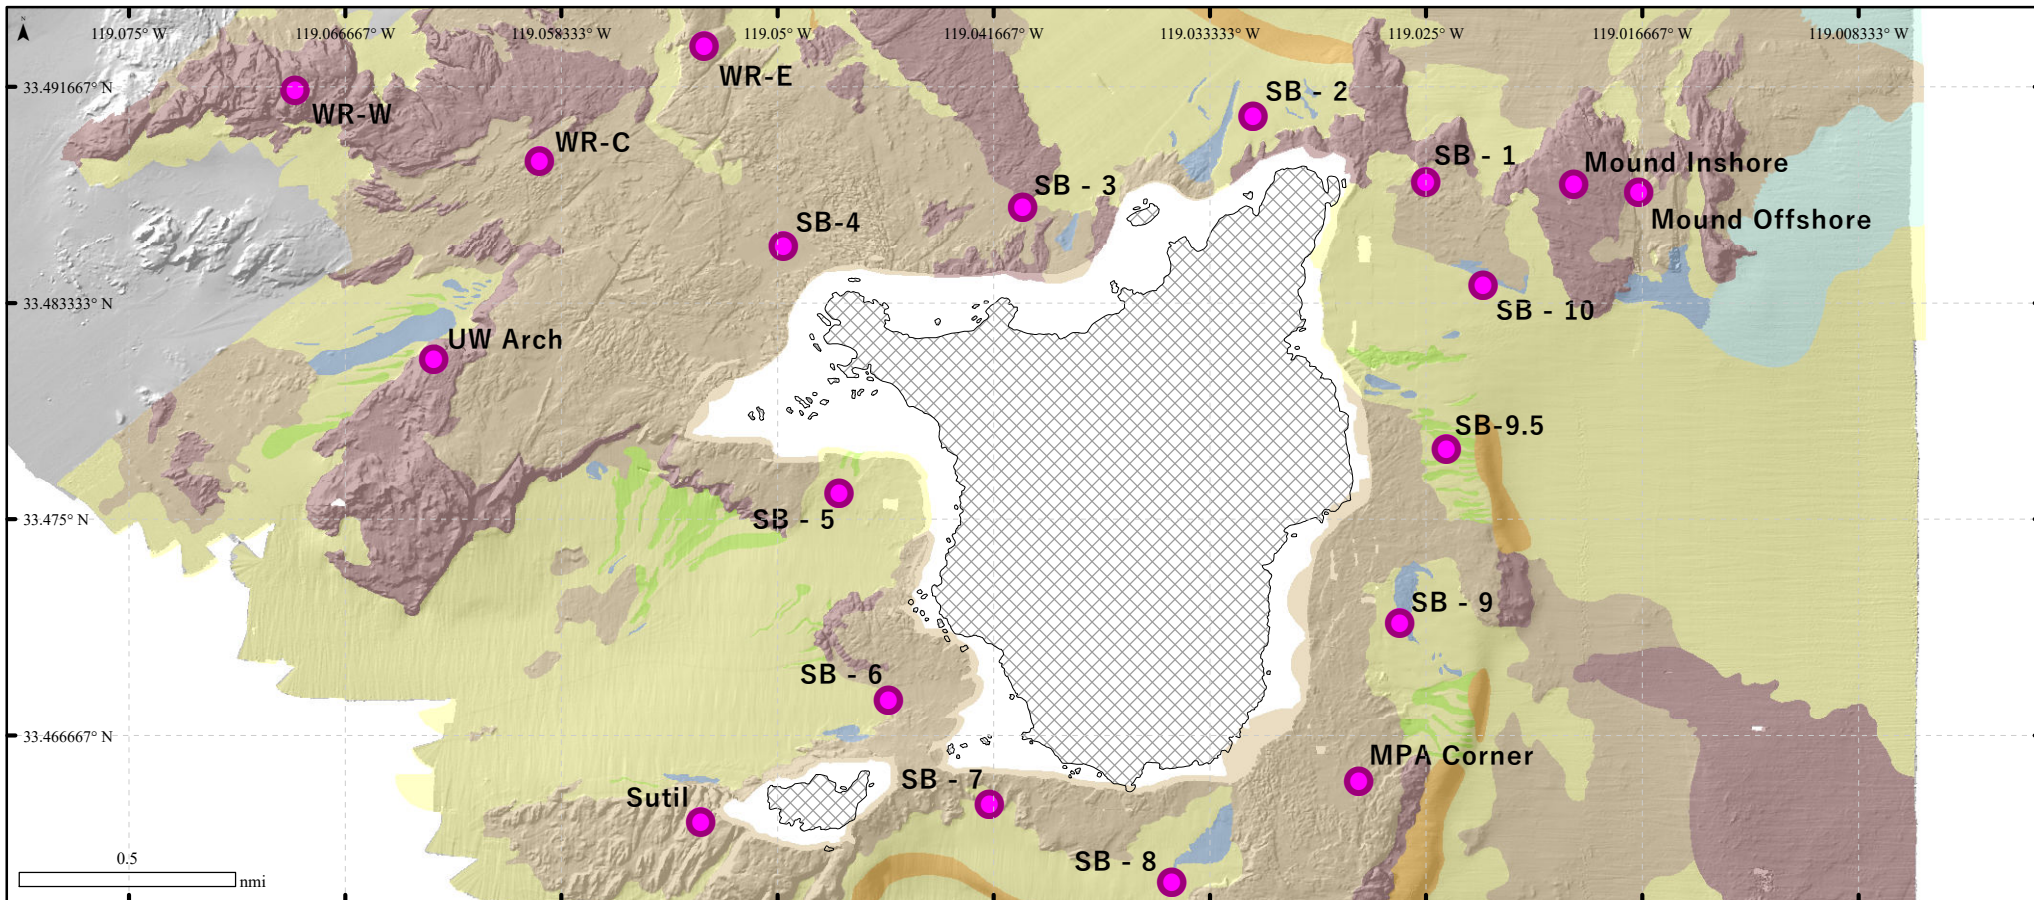 N
119.075° W
119.066667° W
119.058333° W
119.05° W
119.041667° W
119.033333° W
119.025° W
119.016667° W
119.008333° W
WR-E
33.491667° N
WR-W
SB - 2
WR-C
SB - 1
Mound Inshore
SB - 3
Mound Offshore
SB-4
33.483333° N
SB - 10
UW Arch
SB-9.5
33.475° N
SB - 5
SB - 9
SB - 6
33.466667° N
MPA Corner
SB - 7
Sutil
0.5
SB - 8
nmi